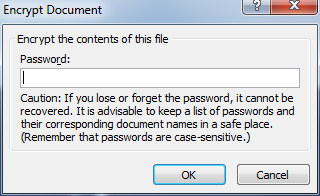 Encrypt Document
Encrypt the contents of this file
Password:
Caution: If you lose or forget the password, it cannot be
recovered. It is advisable to keep a list of passwords and
their corresponding document names in a safe place.
(Remember that passwords are case-sensitive.)
OK
Cancel